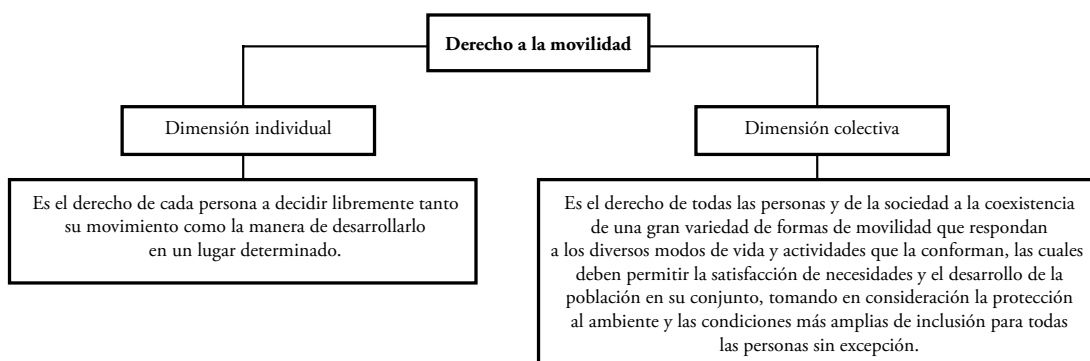 Derecho a la movilidad
Dimensión individual
Es el derecho de cada persona a decidir libremente tanto
su movimiento como la manera de desarrollarlo
en un lugar determinado.
Dimensión colectiva
Es el derecho de todas las personas y de la sociedad a la coexistencia
de una gran variedad de formas de movilidad que respondan
a los diversos modos de vida y actividades que la conforman, las cuales
deben permitir la satisfacción de necesidades y el desarrollo de la
población en su conjunto, tomando en consideración la protección
al ambiente y las condiciones más amplias de inclusión para todas
las personas sin excepción.